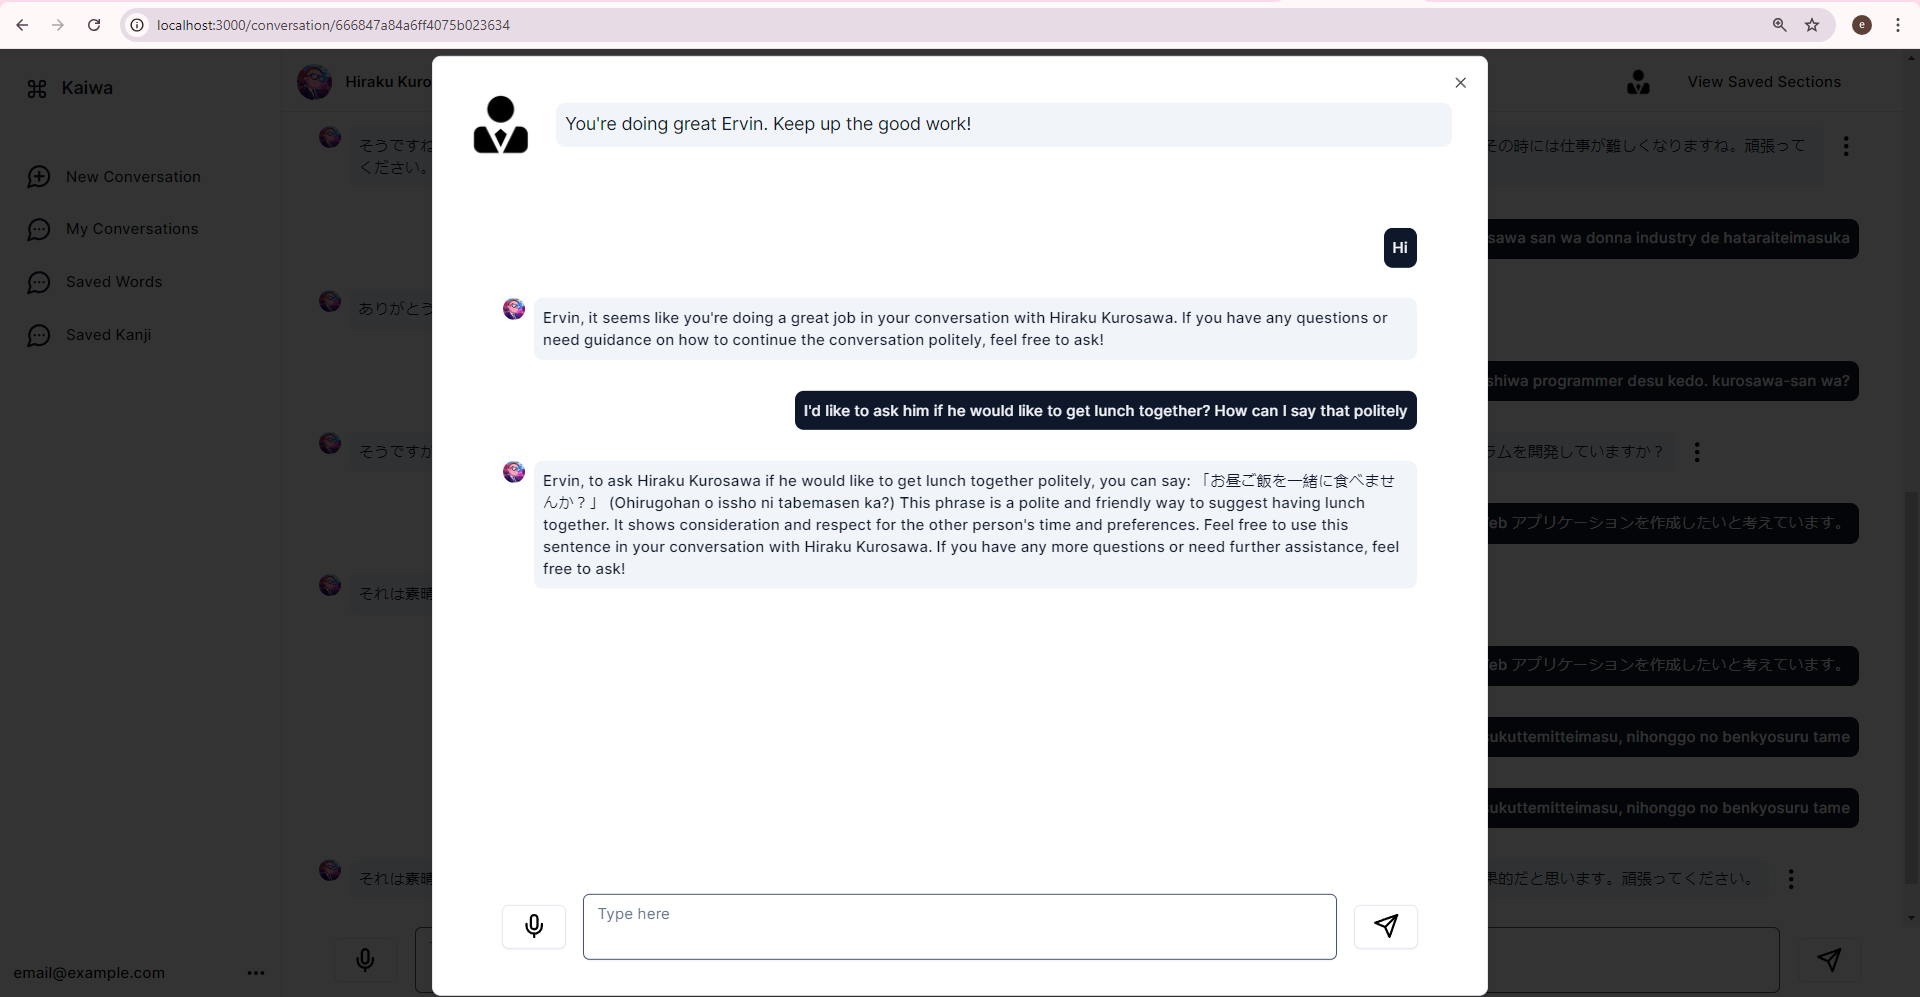 localhost:3000/conversation/666847a84a6ff4075b023634
e
Kaiwa
New Conversation
My Conversations
Saved Words
Saved Kanji
email@example.com
Hiraku Kuro
View Saved Sections
そうですね
ください。
その時には仕事が難しくなりますね。頑張って
sawa san wa donna industry de hataraiteimasuka
ありがとう
shiwa programmer desu kedo. kurosawa-san wa?
そうですか
ラムを開発していますか？
eb アプリケーションを作成したいと考えています。
それは素晴
eb アプリケーションを作成したいと考えています。
ukuttemitteimasu, nihonggo no benkyosuru tame
ukuttemitteimasu, nihonggo no benkyosuru tame
それは素晴
果的だと思います。頑張ってください。
You're doing great Ervin. Keep up the good work!
Hi
Ervin, it seems like you're doing a great job in your conversation with Hiraku Kurosawa. If you have any questions or
need guidance on how to continue the conversation politely, feel free to ask!
I'd like to ask him if he would like to get lunch together? How can I say that politely
Ervin, to ask Hiraku Kurosawa if he would like to get lunch together politely, you can say: 「お昼ご飯を一緒に食べませ
んか？」 (Ohirugohan o issho ni tabemasen ka?) This phrase is a polite and friendly way to suggest having lunch
together. It shows consideration and respect for the other person's time and preferences. Feel free to use this
sentence in your conversation with Hiraku Kurosawa. If you have any more questions or need further assistance, feel
free to ask!
Type here